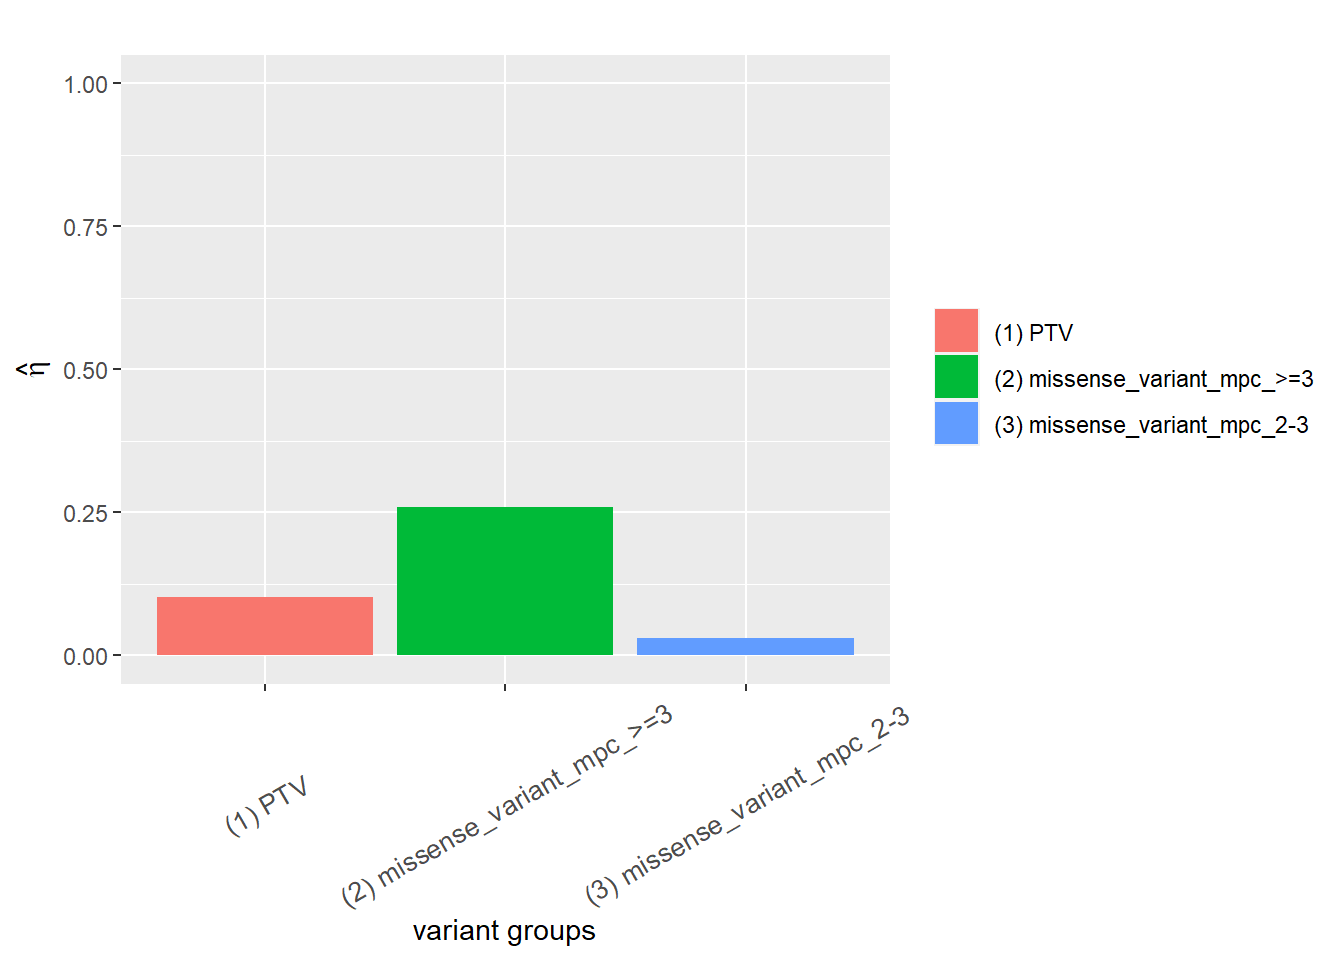 1.00
0.75
0.50
0.25
0.00
η̂
(1) PTV
(2) missense_variant_mpc_>=3
(3) missense_variant_mpc_2-3
variant groups
(1) PTV
(2) missense_variant_mpc_>=3
(3) missense_variant_mpc_2-3